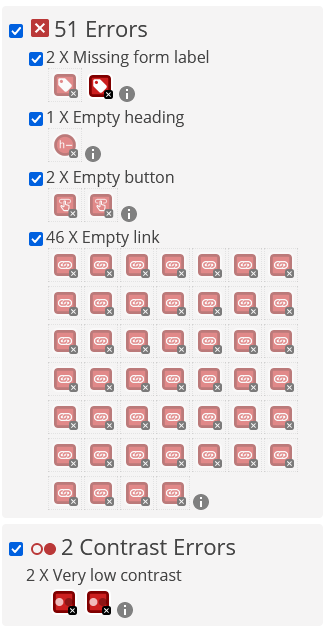 51 Errors
2 X Missing form label
1 X Empty heading
h-
2 X Empty button
46 X Empty link
2 Contrast Errors
2 X Very low contrast